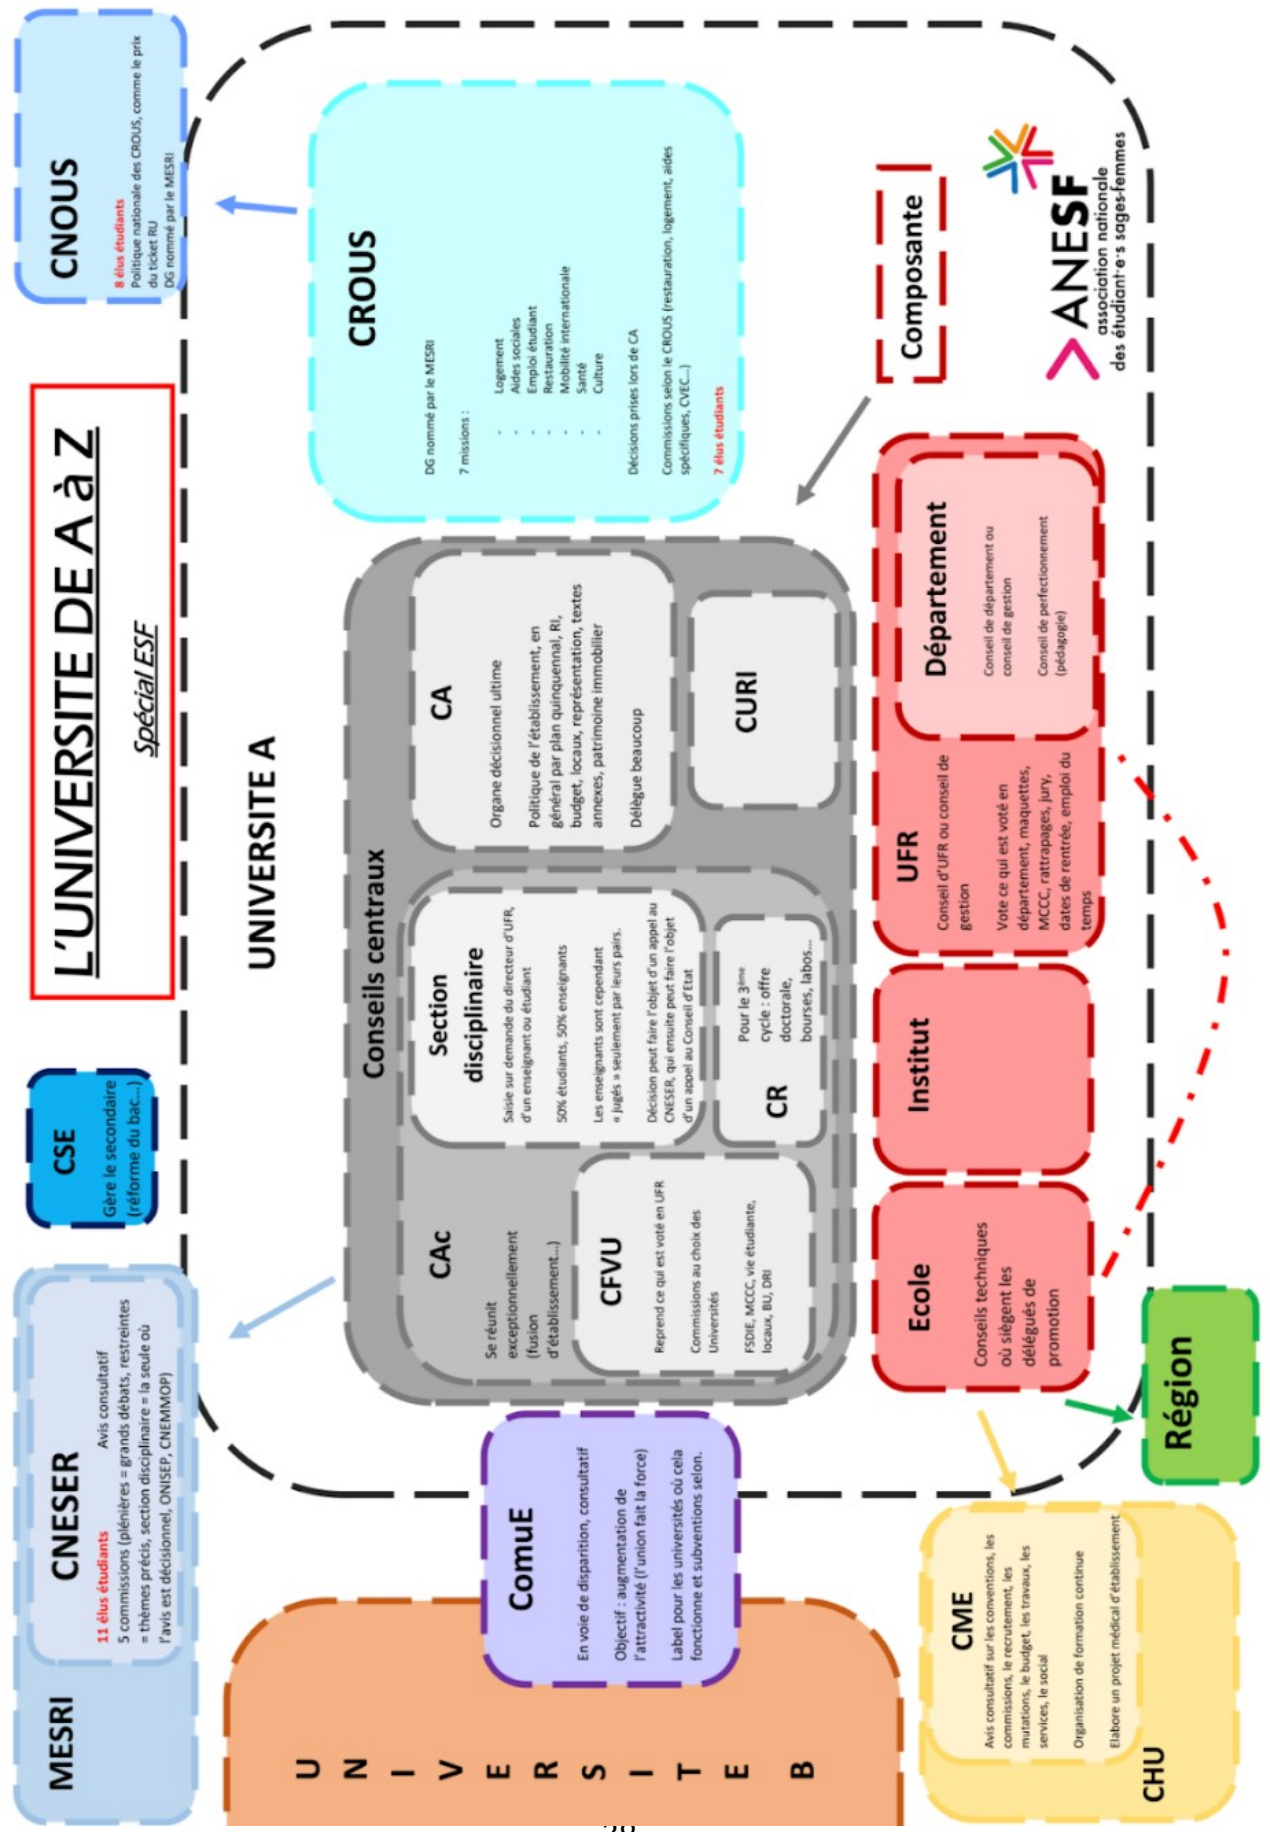 L'UNIVERSITE DE A à Z
Spécial ESF
MESRI
CNESER
11 élus étudiants
Avis consultatif
5 commissions (plénières = grands débats, restreintes
= thèmes précis, section disciplinaire = la seule où
l'avis est décisionnel, ONISEP, CNEMMOP)
CSE
Gère le secondaire
(réforme du bac...)
CNOUS
8 élus étudiants
Politique nationale des CROUS, comme le prix
du ticket RU
DG nommé par le MESRI
UNIVERSITE A
UNIVERSITE B
ComuE
En voie de disparition, consultatif
Objectif : augmentation de
l'attractivité (l'union fait la force)
Label pour les universités où cela
fonctionne et subventions selon.
Conseils centraux
CAc
Se réunit
exceptionnellement
(fusion
d'établissement...)
CFVU
Reprend ce qui est voté en UFR
Commissions au choix des
Universités
FSDIE, MCCC, vie étudiante,
locaux, BU, DRI
Section
disciplinaire
Saisie sur demande du directeur d'UFR,
d'un enseignant ou étudiant
50% étudiants, 50% enseignants
Les enseignants sont cependant
« jugés » seulement par leurs pairs.
Décision peut faire l'objet d'un appel au
CNESER, qui ensuite peut faire l'objet
d'un appel au Conseil d'Etat
CR
Pour le 3ème
cycle : offre
doctorale,
bourses, labos...
CA
Organe décisionnel ultime
Politique de l'établissement, en
général par plan quinquennal, RI,
budget, locaux, représentation, textes
annexes, patrimoine immobilier
Délègue beaucoup
CURI
CROUS
DG nommé par le MESRI
7 missions :
- Logement
- Aides sociales
- Emploi étudiant
- Restauration
- Mobilité internationale
- Santé
- Culture
Décisions prises lors de CA
Commissions selon le CROUS (restauration, logement, aides
spécifiques, CVEC...)
7 élus étudiants
Composante
Ecole
Conseils techniques
où siègent les
délégués de
promotion
Institut
UFR
Conseil d'UFR ou conseil de
gestion
Vote ce qui est voté en
département, maquettes,
MCCC, rattrapages, jury,
dates de rentrée, emploi du
temps
Département
Conseil de département ou
conseil de gestion
Conseil de perfectionnement
(pédagogie)
CHU
CME
Avis consultatif sur les conventions, les
commissions, le recrutement, les
mutations, le budget, les travaux, les
services, le social
Organisation de formation continue
Elabore un projet médical d'établissement
Région
ANESF
association nationale
des étudiant·e·s sages-femmes